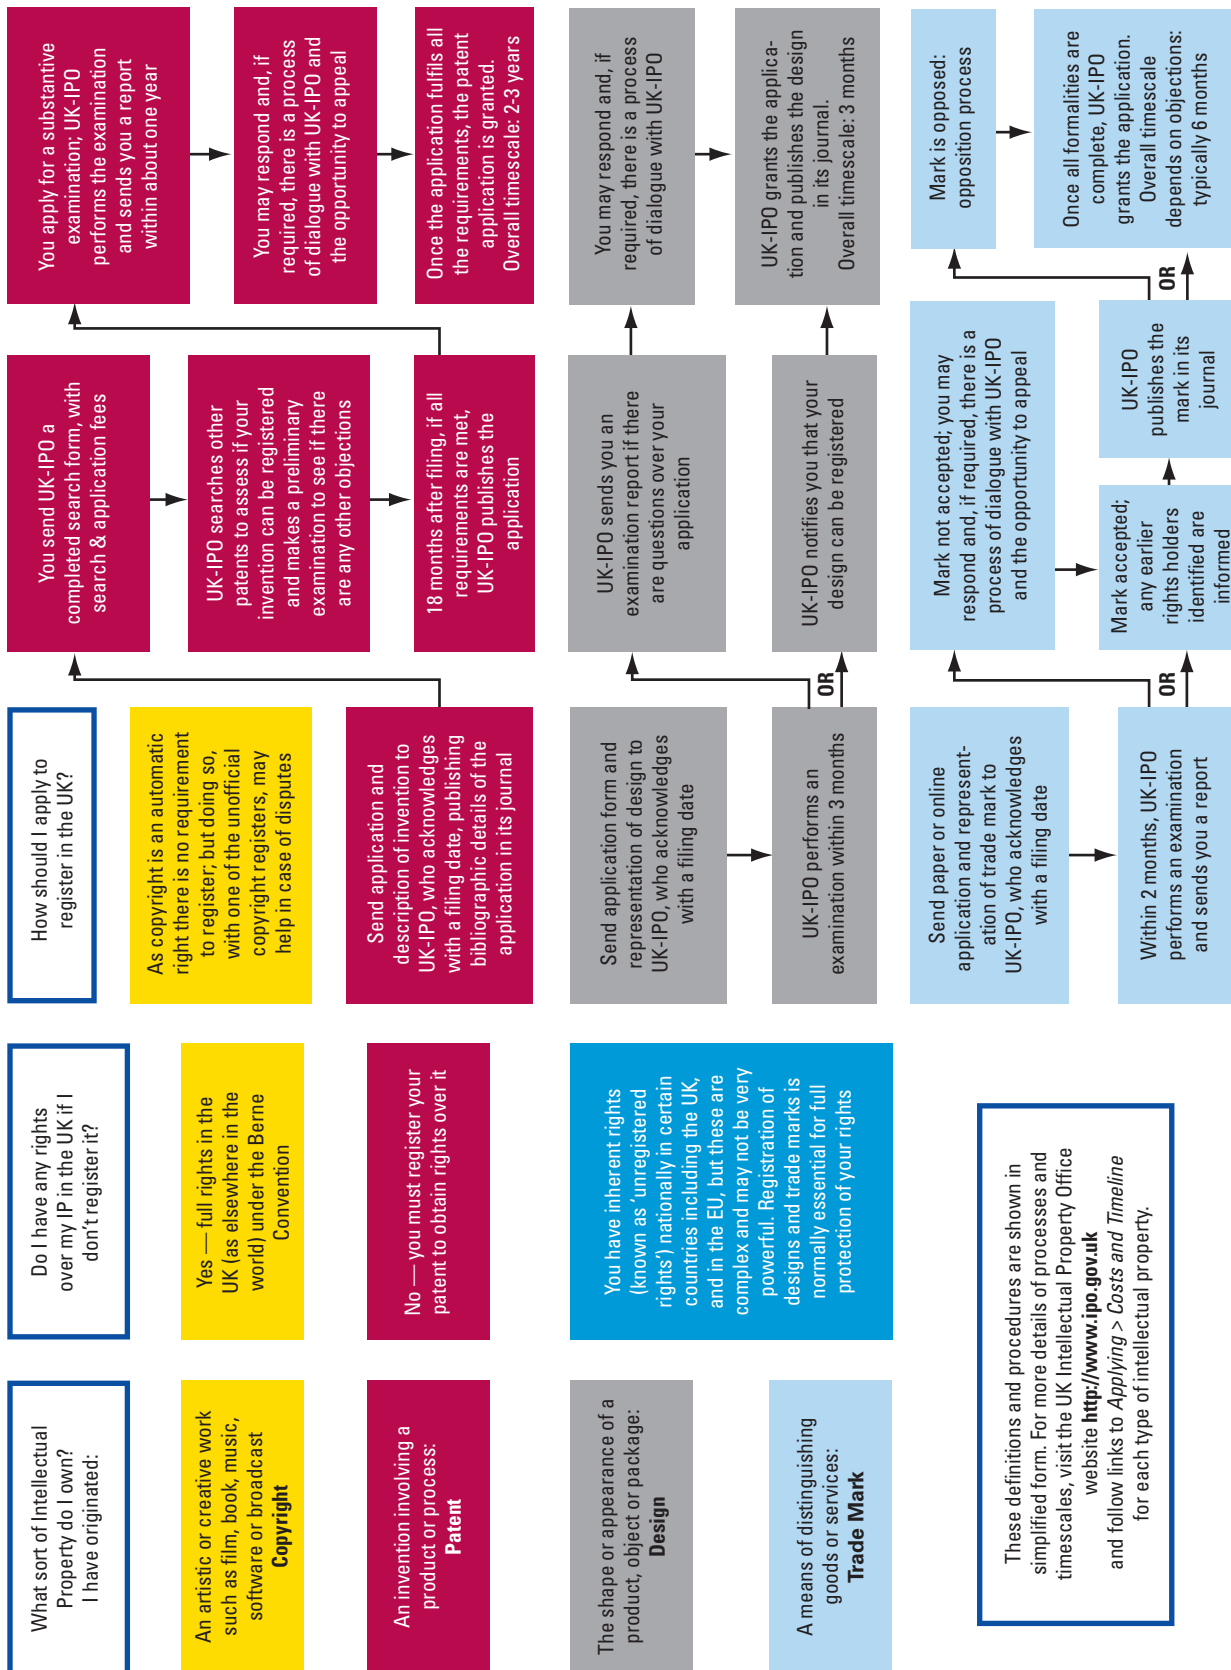 What sort of Intellectual
Property do I own?
I have originated:
Do I have any rights
over my IP in the UK if I
don't register it?
How should I apply to
register in the UK?
An artistic or creative work
such as film, book, music,
software or broadcast
Copyright
Yes — full rights in the
UK (as elsewhere in the
world) under the Berne
Convention
As copyright is an automatic
right there is no requirement
to register; but doing so,
with one of the unofficial
copyright registers, may
help in case of disputes
An invention involving a
product or process:
Patent
No — you must register your
patent to obtain rights over it
Send application and
description of invention to
UK-IPO, who acknowledges
with a filing date, publishing
bibliographic details of the
application in its journal
You send UK-IPO a
completed search form, with
search & application fees
UK-IPO searches other
patents to assess if your
invention can be registered
and makes a preliminary
examination to see if there
are any other objections
18 months after filing, if all
requirements are met,
UK-IPO publishes the
application
You apply for a substantive
examination; UK-IPO
performs the examination
and sends you a report
within about one year
You may respond and, if
required, there is a process
of dialogue with UK-IPO and
the opportunity to appeal
Once the application fulfils all
the requirements, the patent
application is granted.
Overall timescale: 2-3 years
The shape or appearance of a
product, object or package:
Design
You have inherent rights
(known as 'unregistered
rights') nationally in certain
countries including the UK,
and in the EU, but these are
complex and may not be very
powerful. Registration of
designs and trade marks is
normally essential for full
protection of your rights
Send application form and
representation of design to
UK-IPO, who acknowledges
with a filing date
UK-IPO performs an
examination within 3 months
OR
UK-IPO sends you an
examination report if there
are questions over your
application
UK-IPO notifies you that your
design can be registered
You may respond and, if
required, there is a process
of dialogue with UK-IPO
UK-IPO grants the applica-
tion and publishes the design
in its journal.
Overall timescale: 3 months
A means of distinguishing
goods or services:
Trade Mark
Send paper or online
application and represent-
ation of trade mark to
UK-IPO, who acknowledges
with a filing date
Within 2 months, UK-IPO
performs an examination
and sends you a report
OR
Mark not accepted; you may
respond and, if required, there is a
process of dialogue with UK-IPO
and the opportunity to appeal
Mark accepted;
any earlier
rights holders
identified are
informed
UK-IPO
publishes the
mark in its
journal
OR
Mark is opposed:
opposition process
Once all formalities are
complete, UK-IPO
grants the application.
Overall timescale
depends on objections:
typically 6 months
These definitions and procedures are shown in
simplified form. For more details of processes and
timescales, visit the UK Intellectual Property Office
website http://www.ipo.gov.uk
and follow links to Applying > Costs and Timeline
for each type of intellectual property.